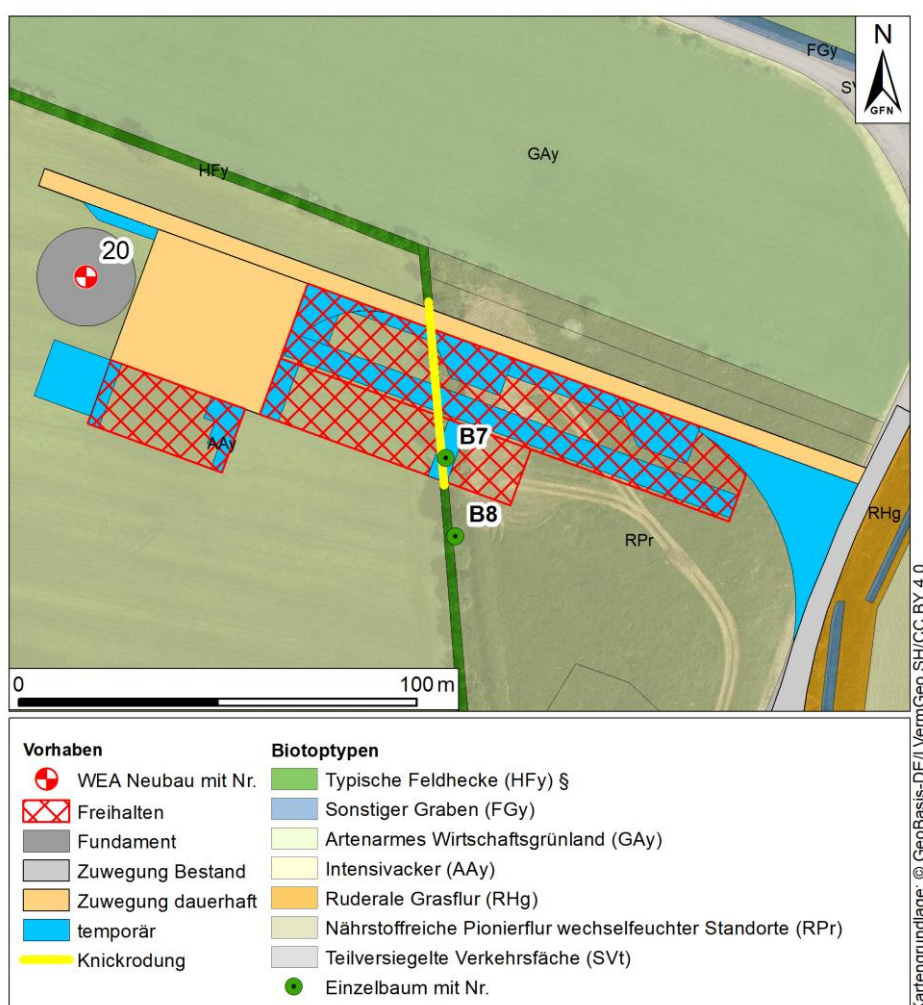 FGy
N
SV
GFN
GAy
HFy
20
B7
AAy
B8
RHg
RPr
0
100 m
Vorhaben
WEA Neubau mit Nr.
Freihalten
Fundament
Zuwegung Bestand
Zuwegung dauerhaft
temporär
Knickrodung
Biotoptypen
Typische Feldhecke (HFy) §
Sonstiger Graben (FGy)
Artenarmes Wirtschaftsgrünland (GAy)
Intensivacker (AAy)
Ruderale Grasflur (RHg)
Nährstoffreiche Pionierflur wechselfeuchter Standorte (RPr)
Teilversiegelte Verkehrsfäche (SVt)
Einzelbaum mit Nr.
Kartengrundlage: © GeoBasis-DE/LVermGeo SH/CC BY 4.0